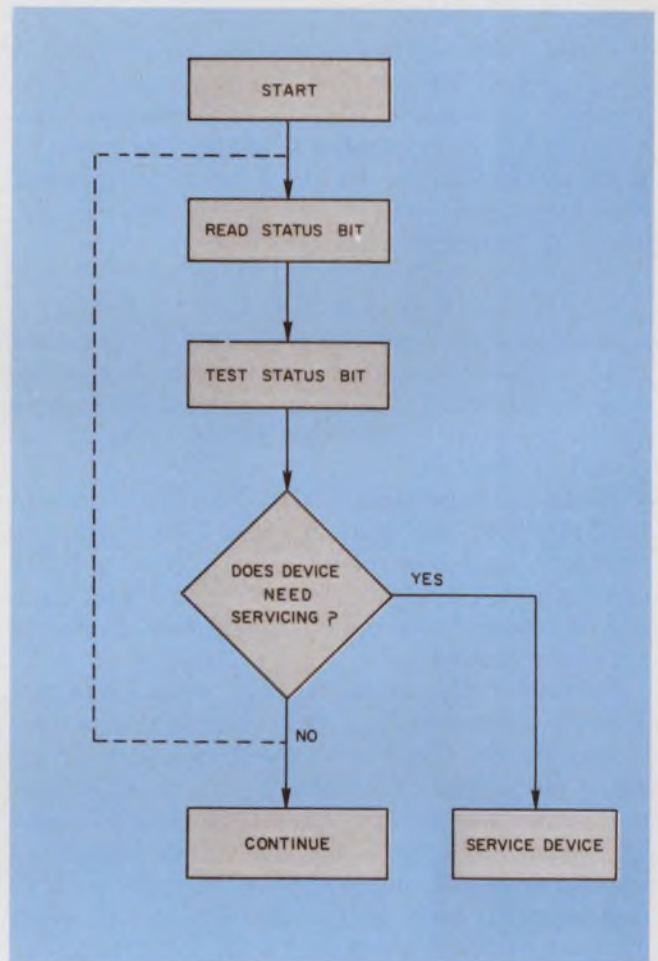 START
READ STATUS BIT
TEST STATUS BIT
DOES DEVICE
NEED
SERVICING ?
YES
NO
CONTINUE
SERVICE DEVICE